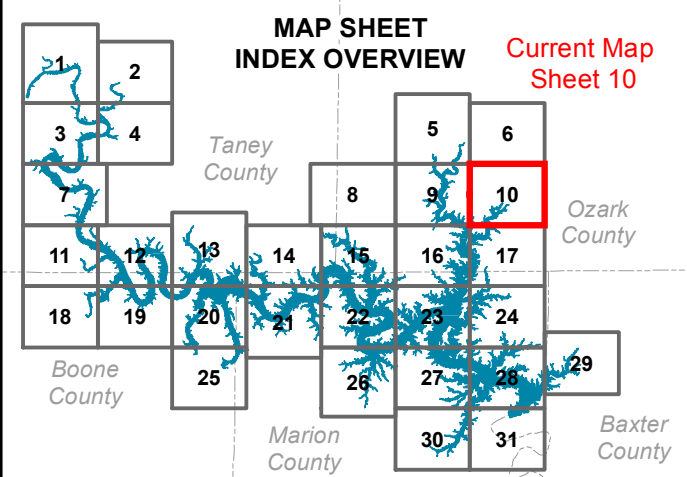 MAP SHEET
INDEX OVERVIEW
Current Map
Sheet 10
1
2
3
4
5
6
Taney
County
7
8
9
10
Ozark
County
11
12
13
14
15
16
17
18
19
20
21
22
23
24
Boone
County
25
26
27
28
29
Marion
County
30
31
Baxter
County